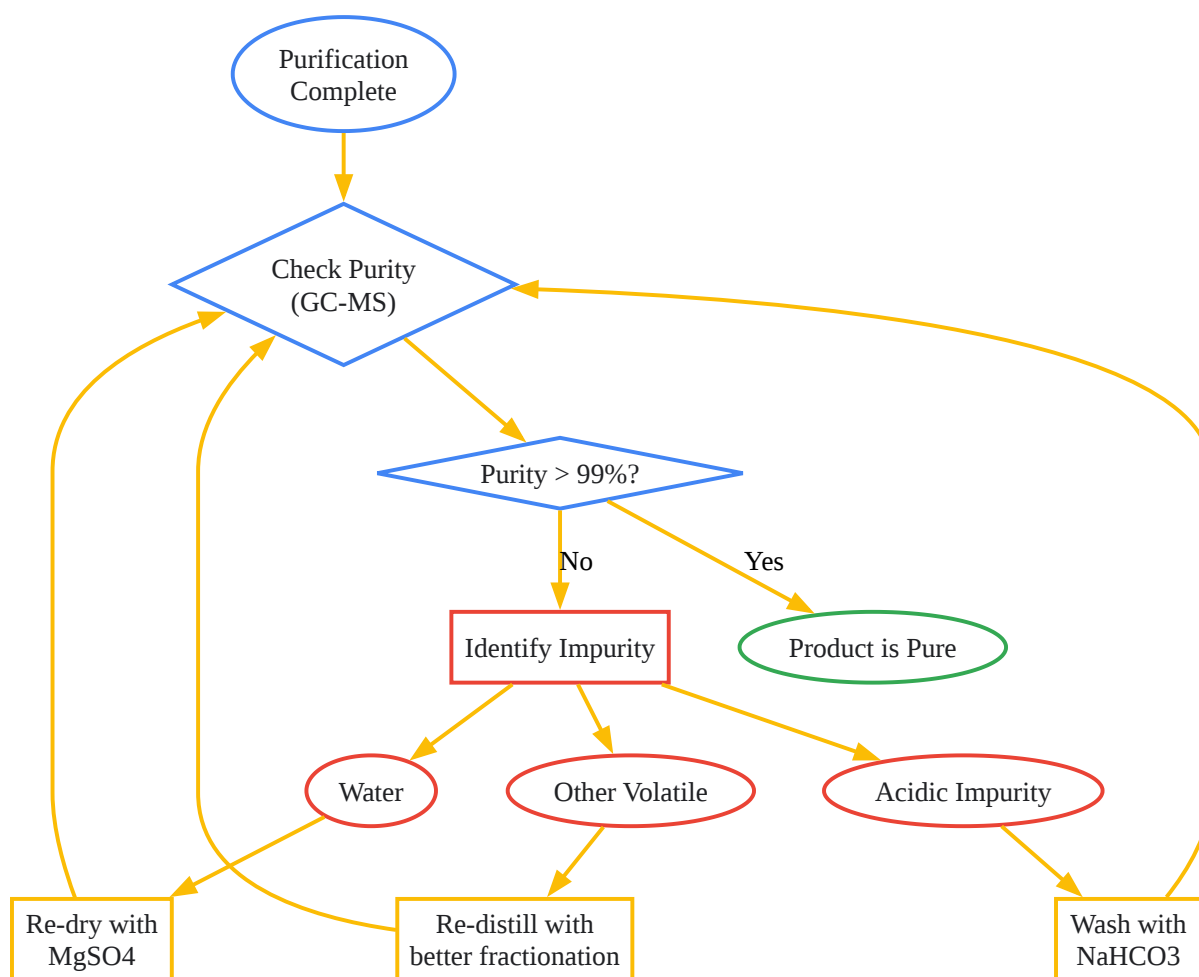 Purification
Complete
Check Purity
(GC-MS)
Purity > 99%?
No
Yes
Identify Impurity
Product is Pure
Water
Other Volatile
Acidic Impurity
Re-dry with
MgSO4
Re-distill with
better fractionation
Wash with
NaHCO3